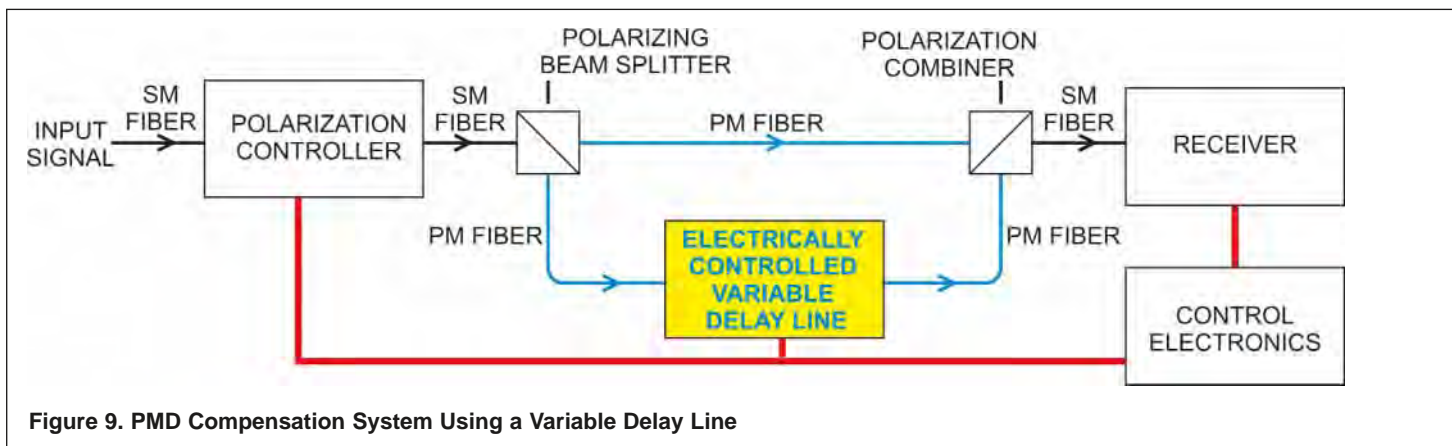 POLARIZING
BEAM SPLITTER
POLARIZATION
COMBINER
SM
FIBER
INPUT
SIGNAL
POLARIZATION
CONTROLLER
SM
FIBER
PM FIBER
SM
FIBER
RECEIVER
PM FIBER
ELECTRICALLY
CONTROLLED
VARIABLE
DELAY LINE
PM FIBER
CONTROL
ELECTRONICS
Figure 9. PMD Compensation System Using a Variable Delay Line